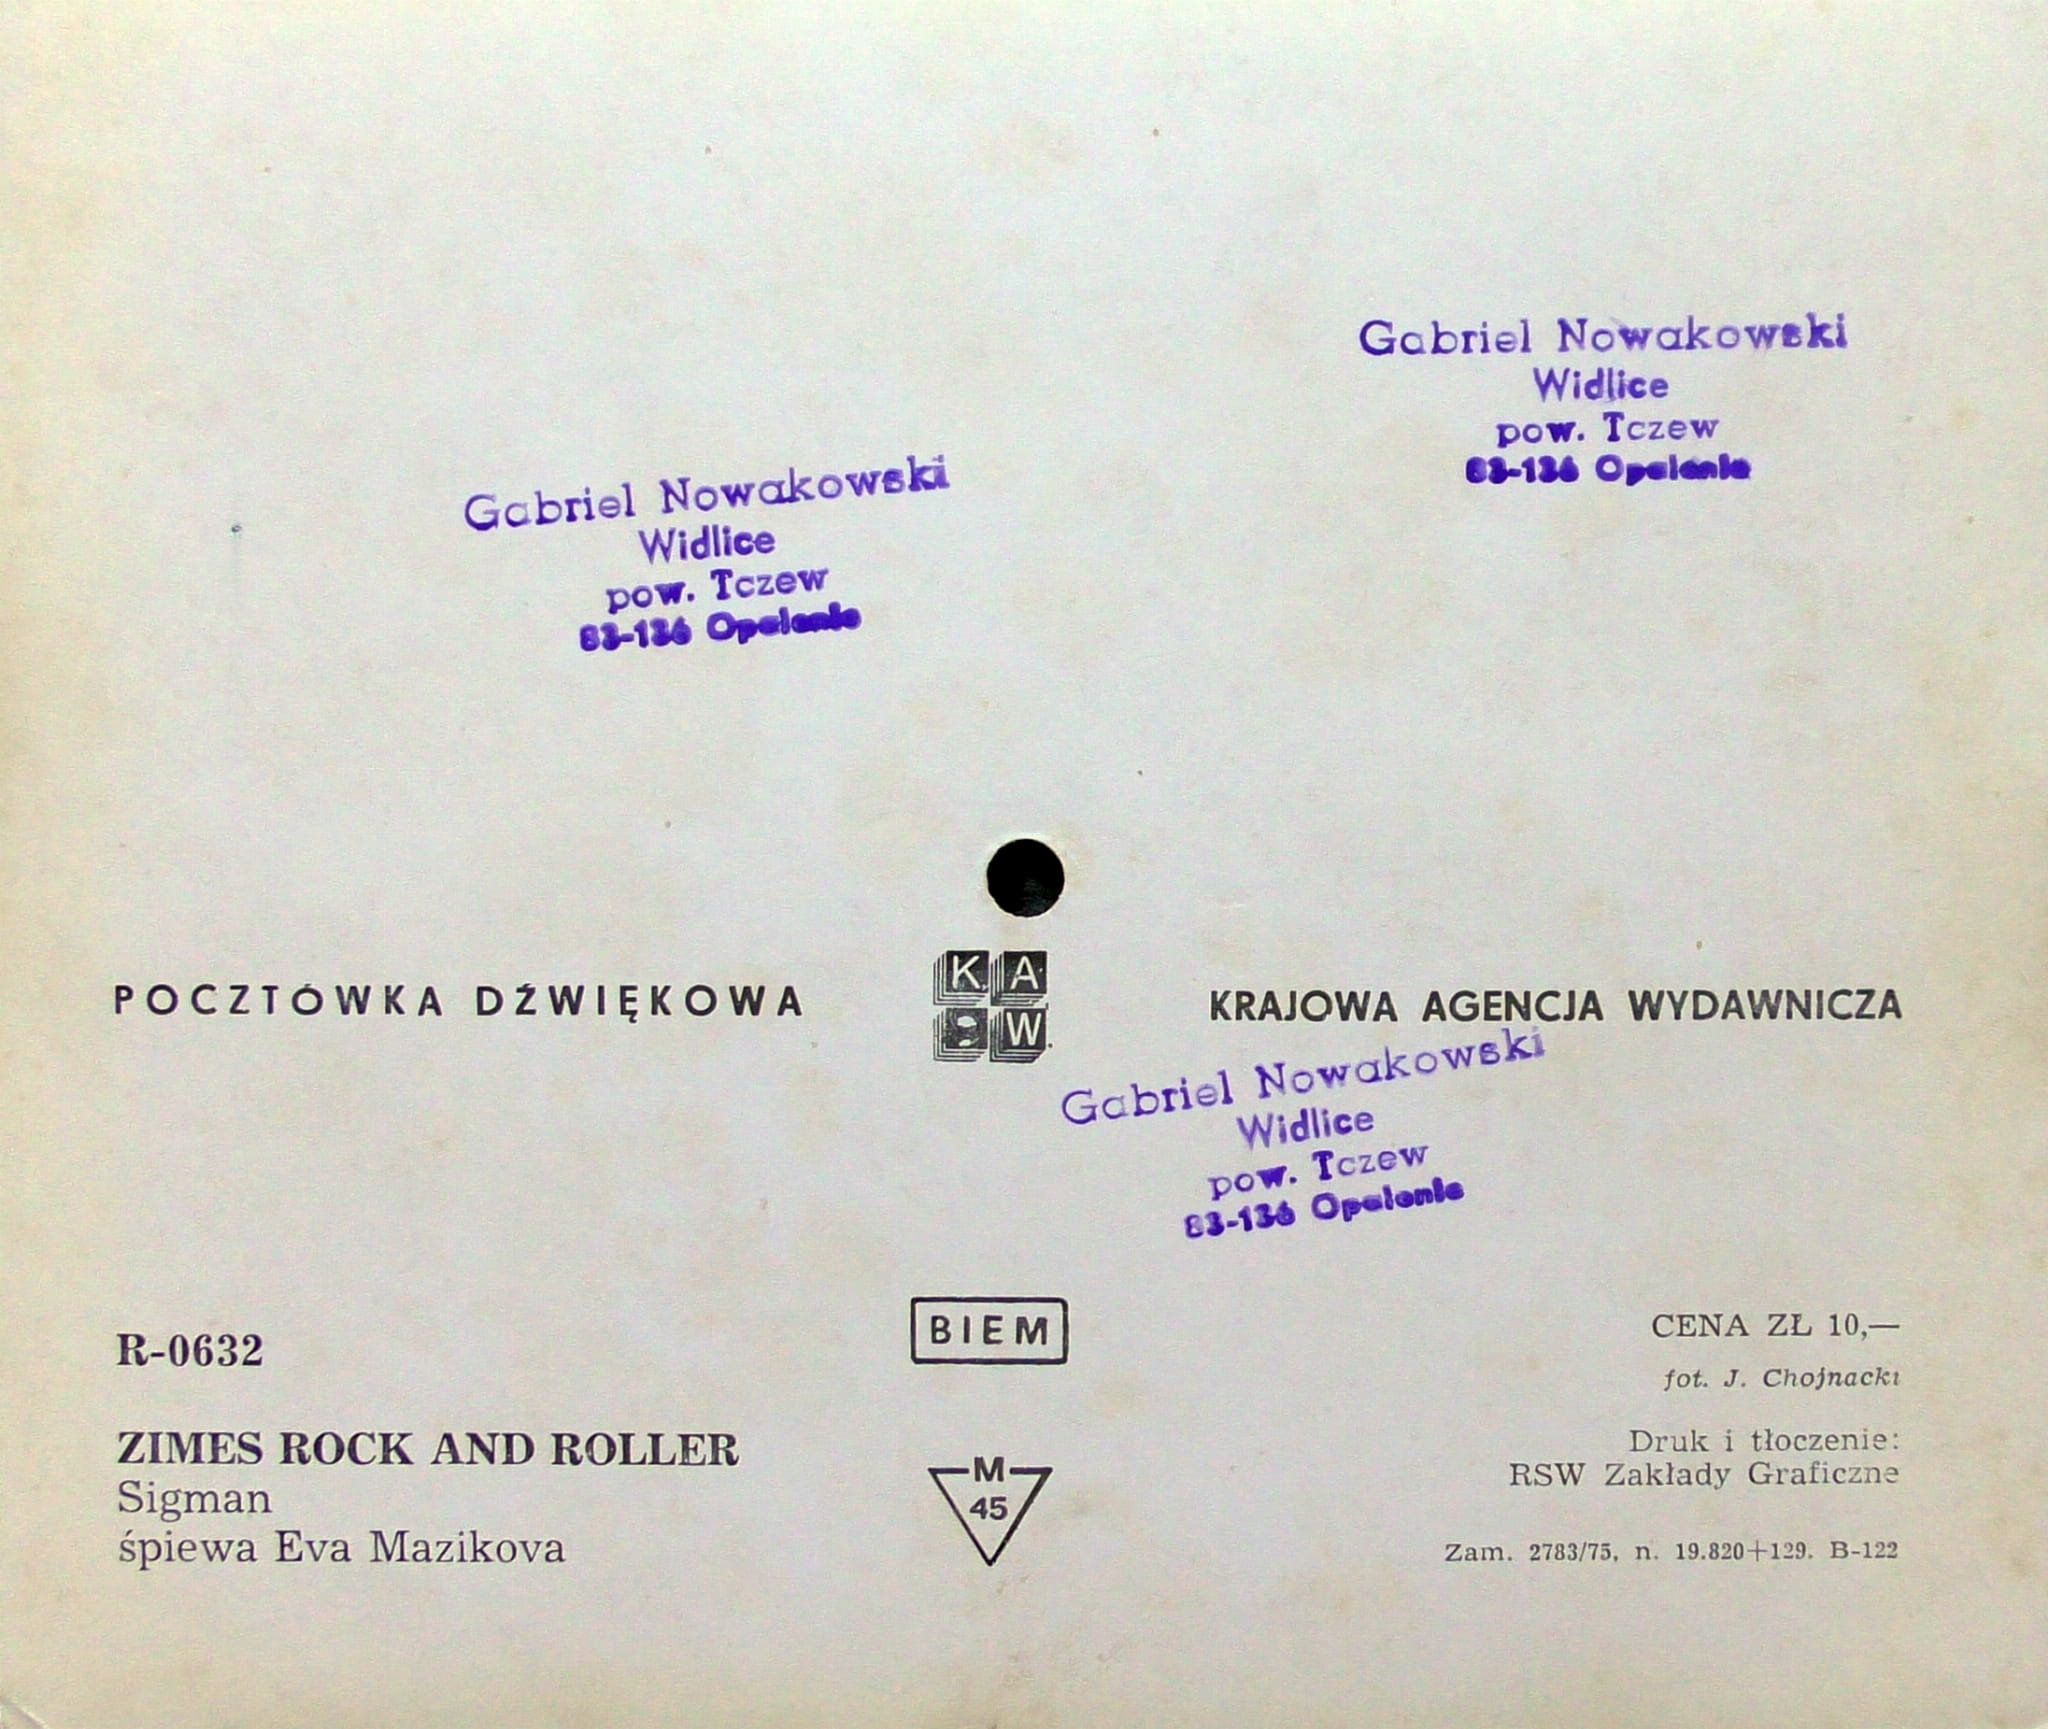 Gabriel Nowakowski
Widlice
pow. Tczew
83-136 Opalenie
Gabriel Nowakowski
Widlice
pow. Tczew
83-136 Opalenie
POCZTÓWKA DŹWIĘKOWA
K A
W
KRAJOWA AGENCJA WYDAWNICZA
Gabriel Nowakowski
Widlice
pow. Tczew
83-136 Opalenie
R-0632
ZIMES ROCK AND ROLLER
Sigman
śpiewa Eva Mazikova
BIEM
M
45
CENA ZŁ 10,—
fot. J. Chojnacki
Druk i tłoczenie:
RSW Zakłady Graficzne
Zam. 2783/75, n. 19.820+129. B-122